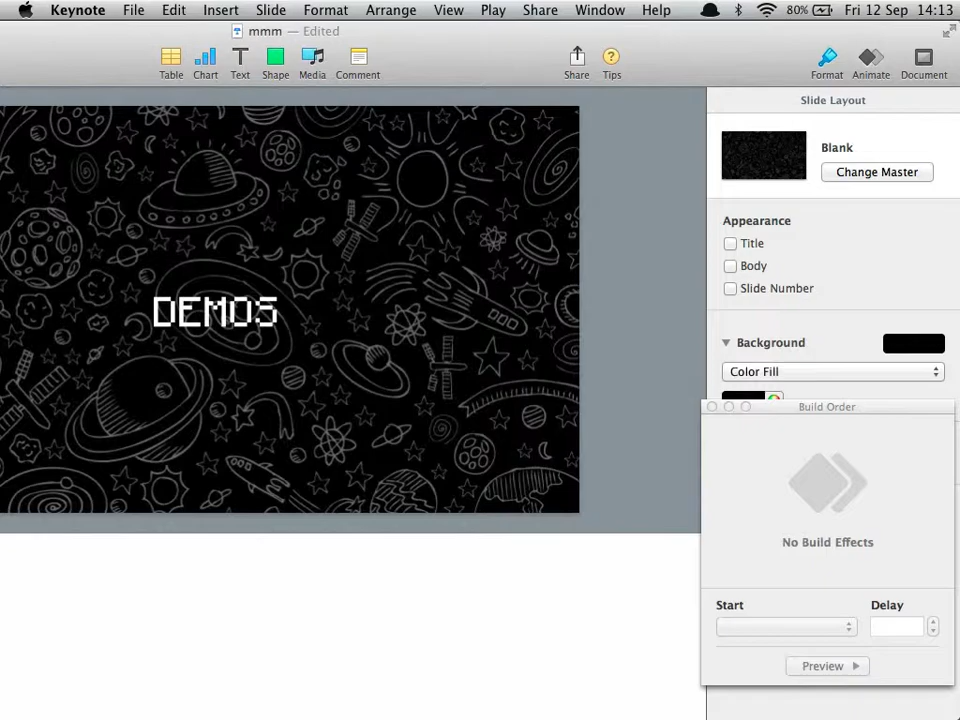 Keynote File Edit Insert Slide Format Arrange View Play Share Window Help 80% Fri 12 Sep 14:13
mmm — Edited
Table Chart Text Shape Media Comment Share Tips Format Animate Document
Slide Layout
Blank
Change Master
Appearance
Title
Body
Slide Number
DEMOS
Background
Color Fill
Build Order
No Build Effects
Start Delay
Preview